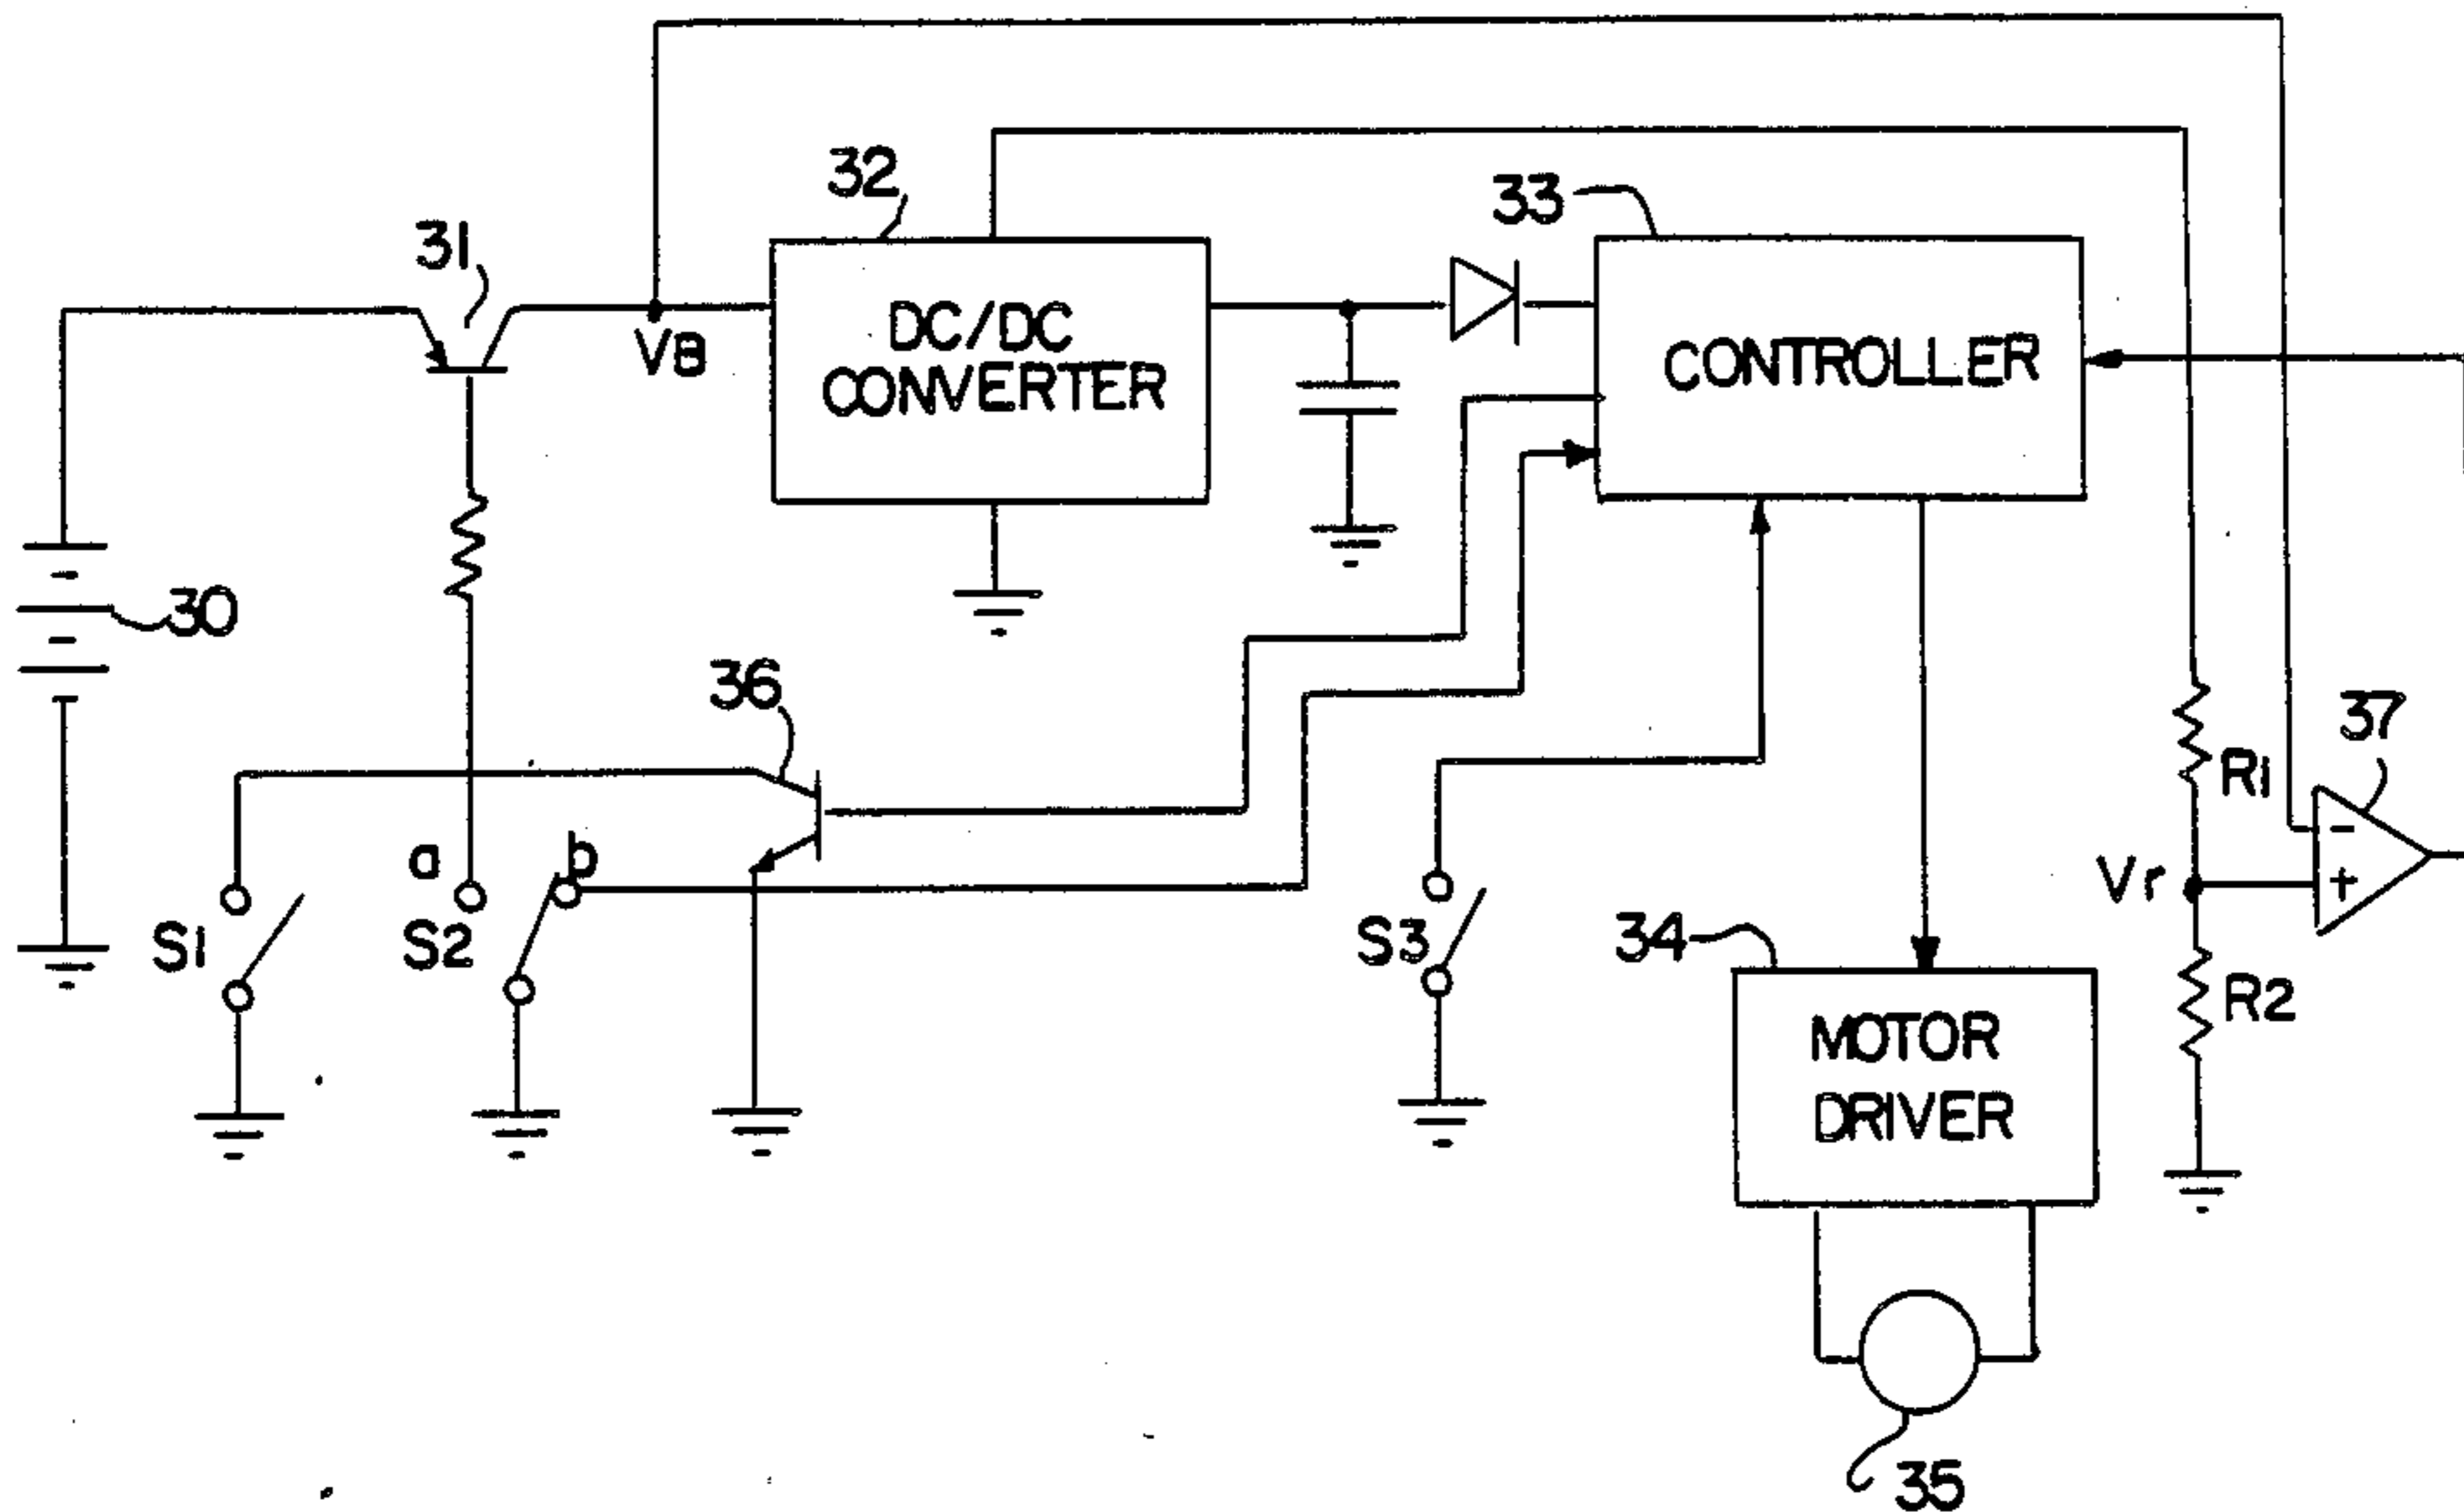 32
33
31
DC/DC
CONVERTER
CONTROLLER
VB
30
36
37
R1
a
b
Vr
-
+
S1
S2
S3
34
R2
MOTOR
DRIVER
35